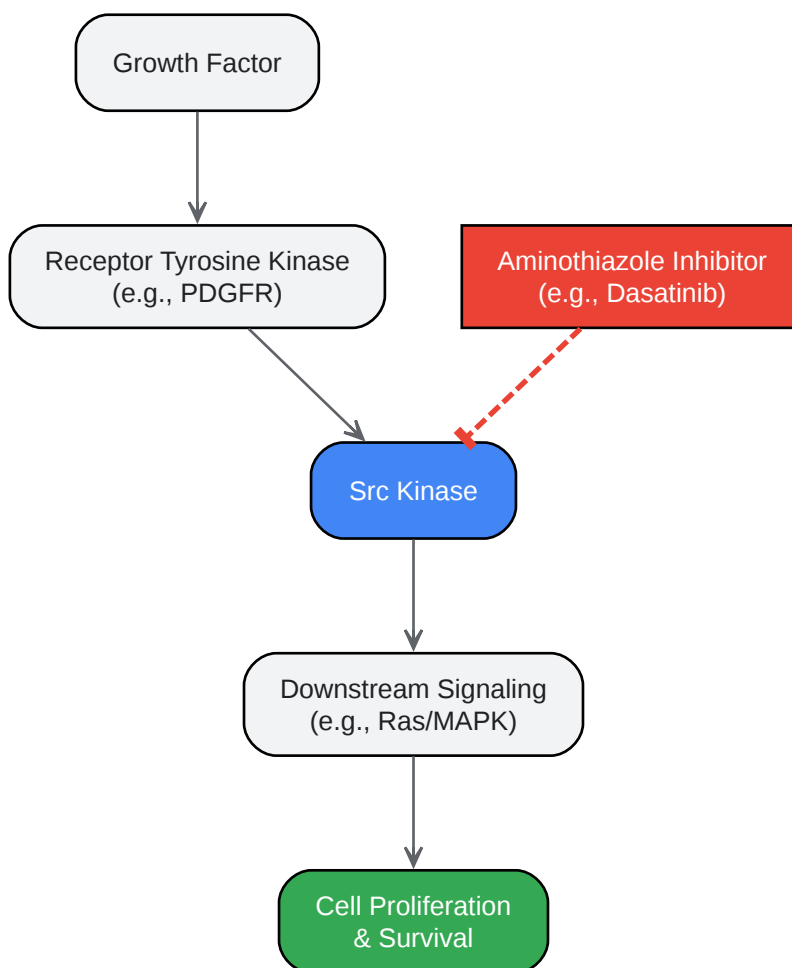 Growth Factor
Receptor Tyrosine Kinase
(e.g., PDGFR)
Aminothiazole Inhibitor
(e.g., Dasatinib)
Src Kinase
Downstream Signaling
(e.g., Ras/MAPK)
Cell Proliferation
& Survival